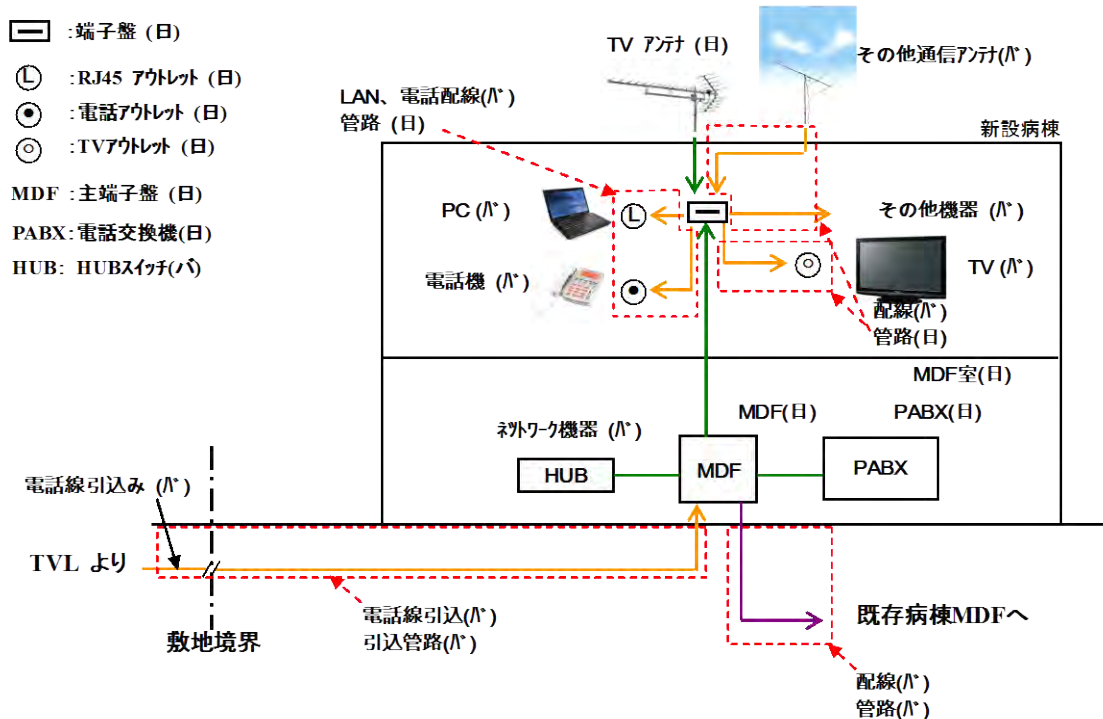 :端子盤 (日)
L :RJ45 アウトレット (日)
:電話アウトレット (日)
:TVアウトレット (日)
MDF :主端子盤 (日)
PABX:電話交換機(日)
HUB: HUBスイッチ(バ)
TV アンテナ (日)
その他通信アンテナ(バ)
LAN、電話配線(バ)
管路 (日)
新設病棟
PC (バ)
L
その他機器 (バ)
電話機 (バ)
TV (バ)
配線(バ)
管路(日)
MDF室(日)
MDF(日)
PABX(日)
ネットワーク機器 (バ)
HUB
MDF
PABX
電話線引込み (バ)
TVL より
敷地境界
電話線引込(バ)
引込管路(バ)
既存病棟MDFへ
配線(バ)
管路(バ)